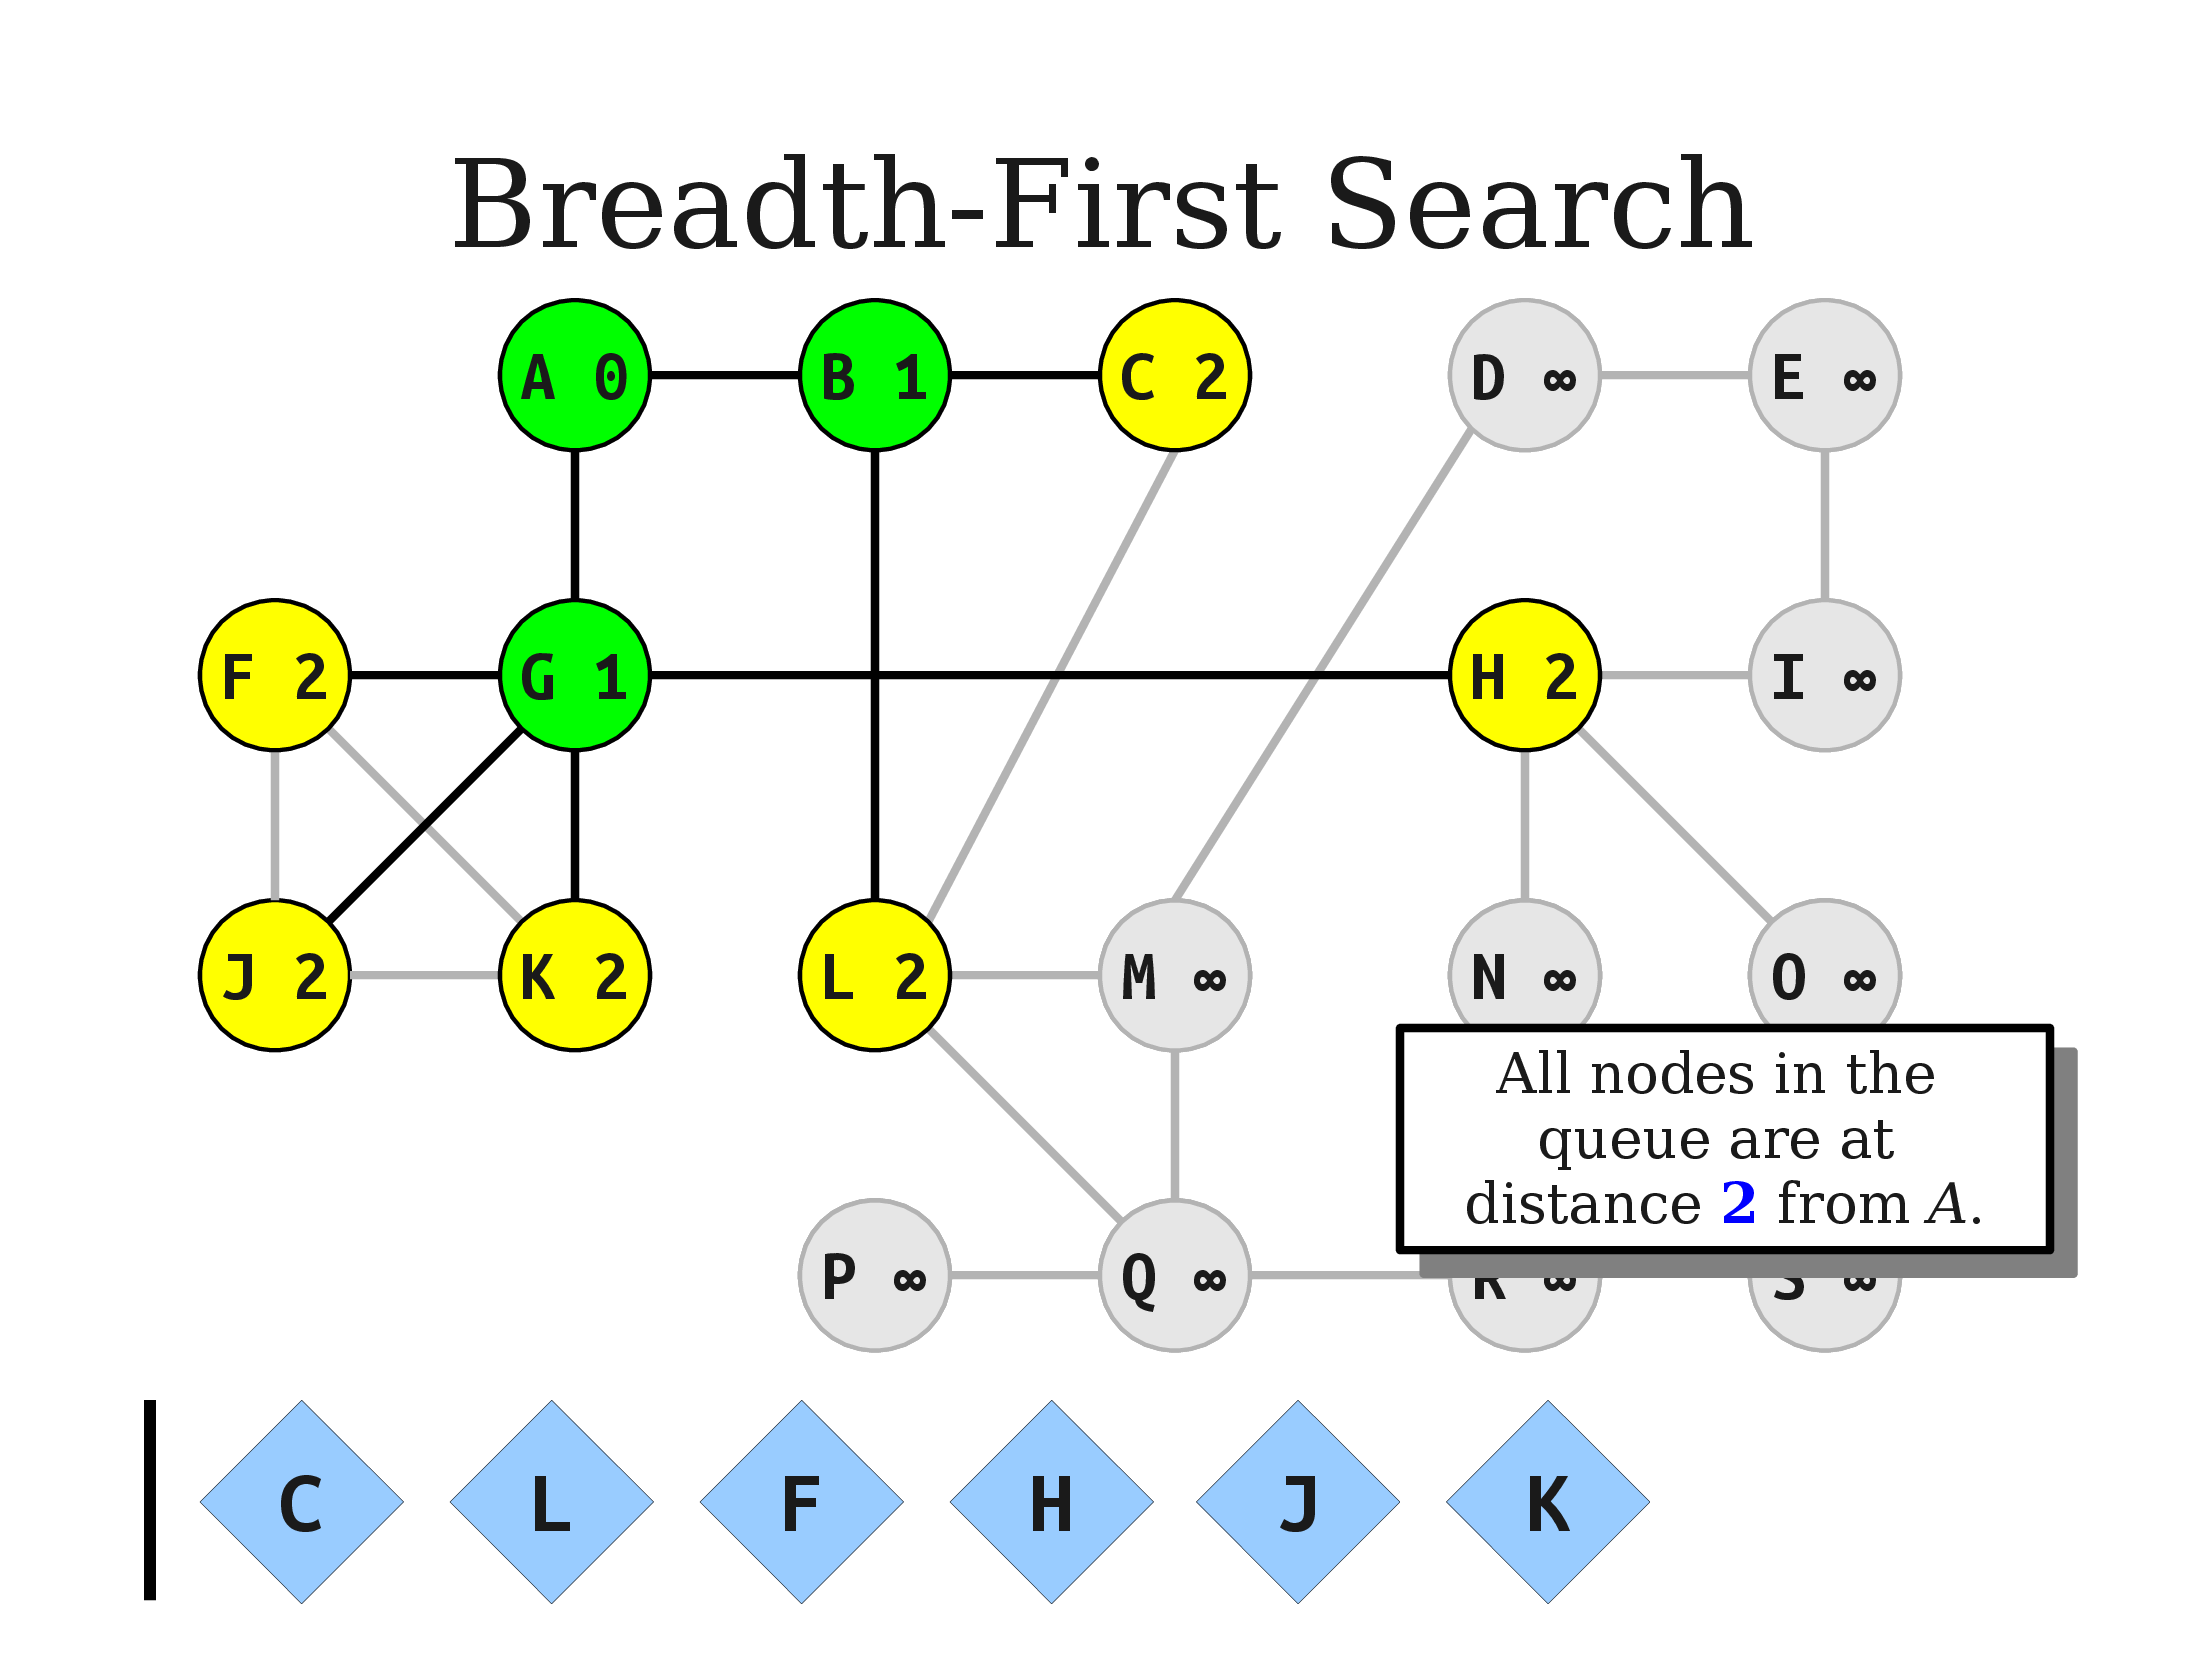 Breadth-First Search
A 0 B 1 C 2 D ∞ E ∞
F 2 G 1 H 2 I ∞
J 2 K 2 L 2 M ∞ N ∞ O ∞
All nodes in the
queue are at
distance 2 from A.
P ∞ Q ∞ R ∞ S ∞
C L F H J K